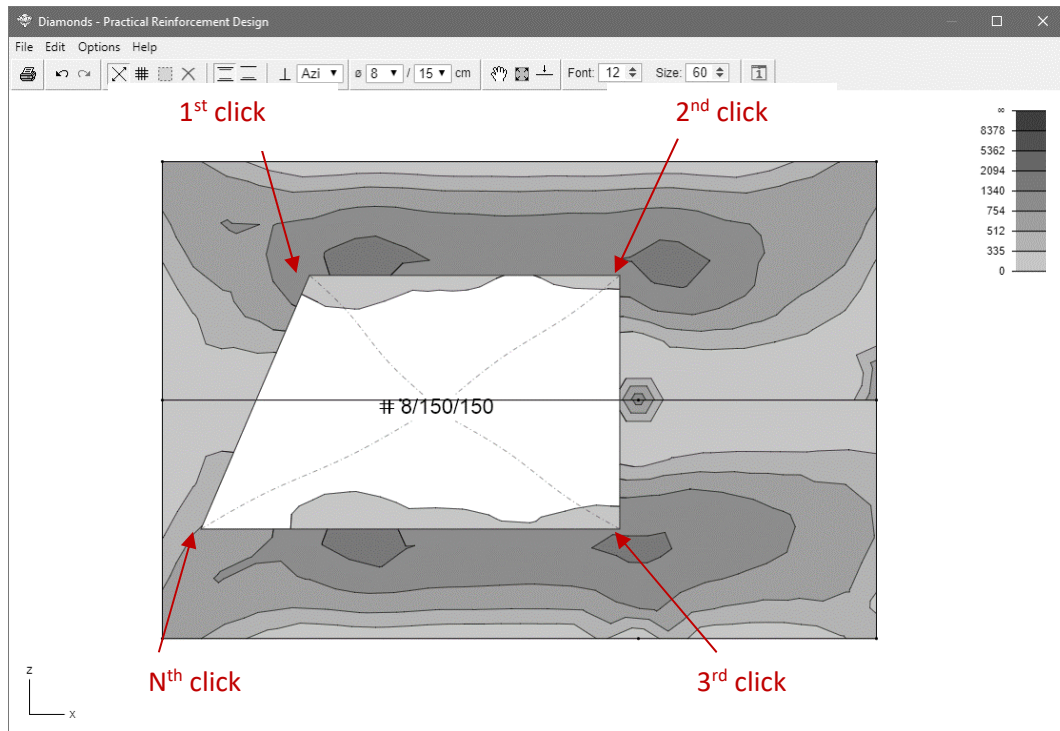 Diamonds - Practical Reinforcement Design
File Edit Options Help
Azi ø 8 / 15 cm Font: 12 Size: 60 1
1st click
2nd click
∞
8378
5362
2094
1340
754
512
335
0
#8/150/150
Nth click
3rd click
z
x